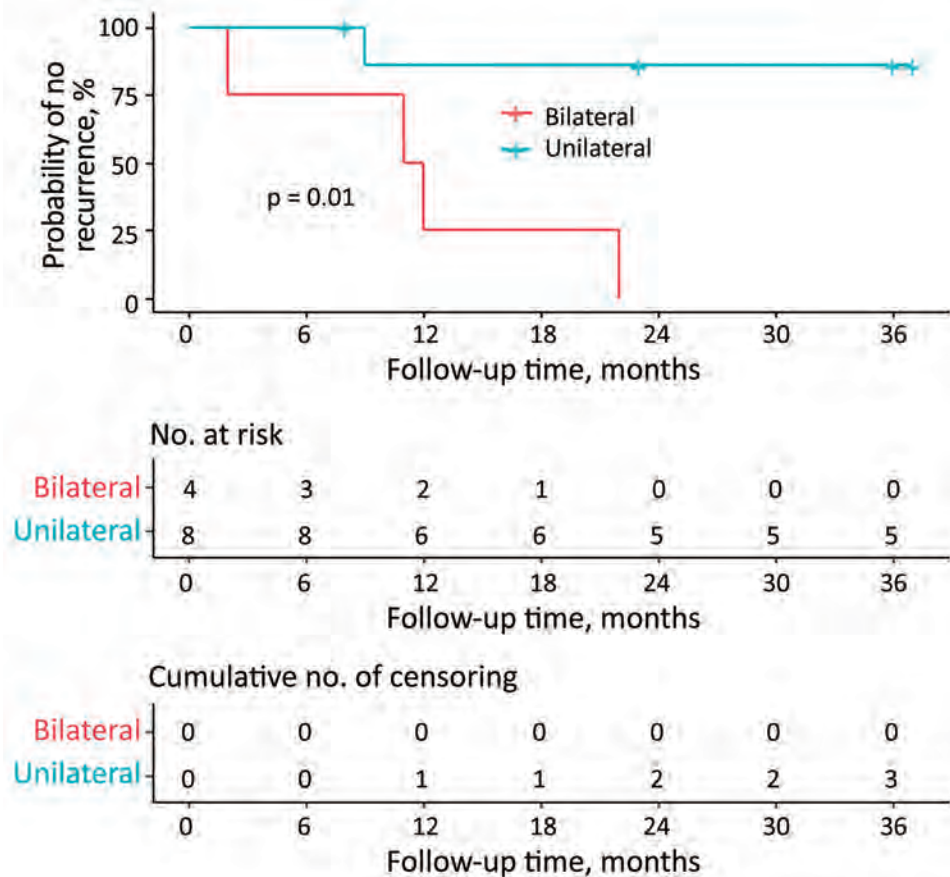 Probability of no
recurrence, %
100
75
50
25
0
Bilateral
Unilateral
p = 0.01
0 6 12 18 24 30 36
Follow-up time, months
No. at risk
Bilateral 4 3 2 1 0 0 0
Unilateral 8 8 6 6 5 5 5
0 6 12 18 24 30 36
Follow-up time, months
Cumulative no. of censoring
Bilateral 0 0 0 0 0 0 0
Unilateral 0 0 1 1 2 2 3
0 6 12 18 24 30 36
Follow-up time, months